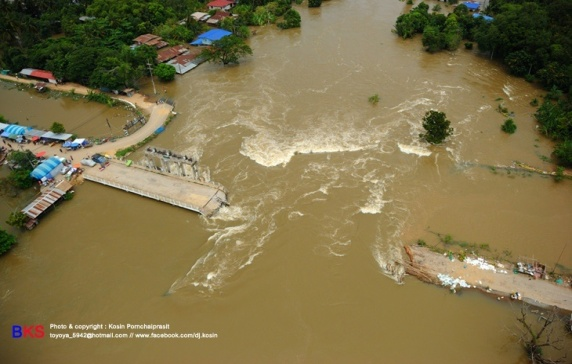 BKS
Photo & copyright : Kosin Pornchaiprasit
toyoya_5942@hotmail.com // www.facebook.com/dj.kosin